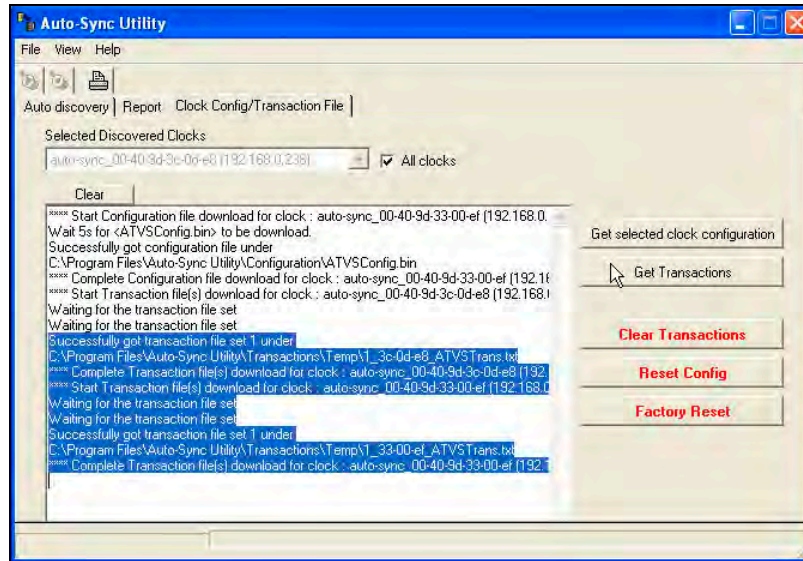 Auto-Sync Utility
File View Help
Auto discovery Report Clock Config/Transaction File
Selected Discovered Clocks
auto-sync_00-40-9d-3c-0d-e8 (192.168.0.238)
All clocks
Clear
**** Start Configuration file download for clock : auto-sync_00-40-9d-33-00-ef (192.168.0.
Wait 5s for <ATVSConfig.bin> to be download.
Successfully got configuration file under
C:\Program Files\Auto-Sync Utility\Configuration\ATVSConfig.bin
**** Complete Configuration file download for clock : auto-sync_00-40-9d-33-00-ef (192.16
**** Start Transaction file(s) download for clock : auto-sync_00-40-9d-3c-0d-e8 (192.168.
Waiting for the transaction file set
Waiting for the transaction file set
Successfully got transaction file set 1 under
C:\Program Files\Auto-Sync Utility\Transactions\Temp\1_3c-0d-e8_ATVSTrans.txt
**** Complete Transaction file(s) download for clock : auto-sync_00-40-9d-3c-0d-e8 (192.
**** Start Transaction file(s) download for clock : auto-sync_00-40-9d-33-00-ef (192.168.0
Waiting for the transaction file set
Waiting for the transaction file set
Successfully got transaction file set 1 under
C:\Program Files\Auto-Sync Utility\Transactions\Temp\1_33-00-ef_ATVSTrans.txt
**** Complete Transaction file(s) download for clock : auto-sync_00-40-9d-33-00-ef (192.1
Get selected clock configuration
Get Transactions
Clear Transactions
Reset Config
Factory Reset